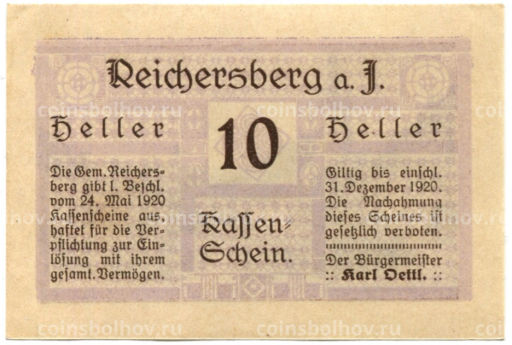 coinsbolhov.ru
Reichersberg a. J.
Heller 10 Heller
Die Gem. Reichers-
berg gibt l. Beschl.
vom 24. Mai 1920
Kassenscheine aus,
haftet für die Ver-
pflichtung zur Ein-
lösung mit ihrem
gesamt. Vermögen.
Kassen-
Schein.
Giltig bis einschl.
31. Dezember 1920.
Die Nachahmung
dieses Scheines ist
gesetzlich verboten.
Der Bürgermeister
:: Karl Oettl. ::
coinsbolhov.ru